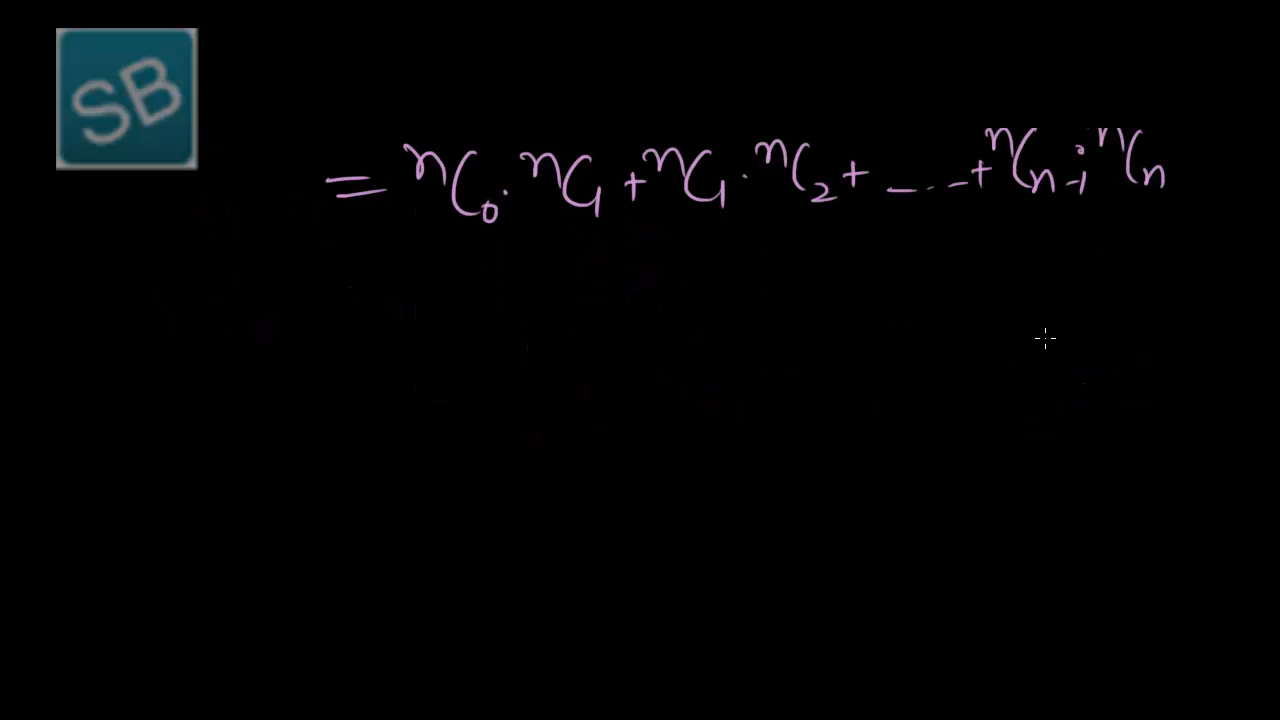 SB
= ⁿC₀ · ⁿC₁ + ⁿC₁ · ⁿC₂ + ----- + ⁿCₙ₋₁ · ⁿCₙ